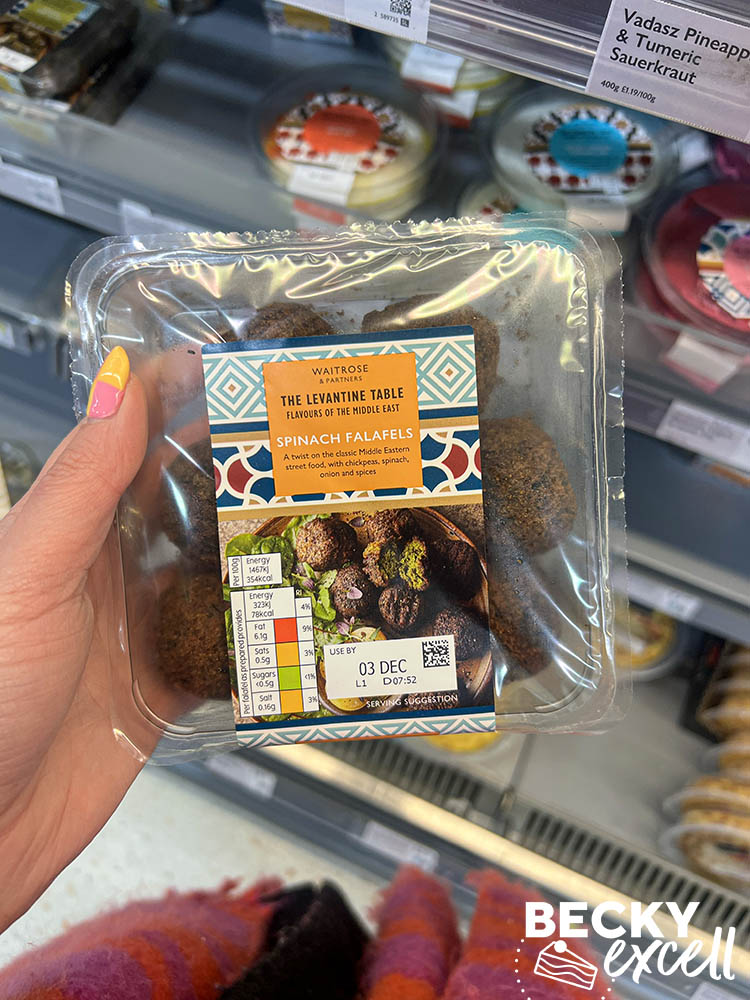 Vadasz Pineapp
& Tumeric
Sauerkraut
400g £1.19/100g
WAITROSE
& PARTNERS
THE LEVANTINE TABLE
FLAVOURS OF THE MIDDLE EAST
SPINACH FALAFELS
A twist on the classic Middle Eastern
street food, with chickpeas, spinach,
onion and spices
Per 100g
Energy
1467kJ
354kcal
Per falafel as prepared provides
RI
Energy
323kJ
78kcal
4%
Fat
6.1g
9%
Sats
0.5g
3%
Sugars
<0.5g
<1%
Salt
0.16g
3%
USE BY
03 DEC
L1 D07:52
SERVING SUGGESTION
BECKY
excell